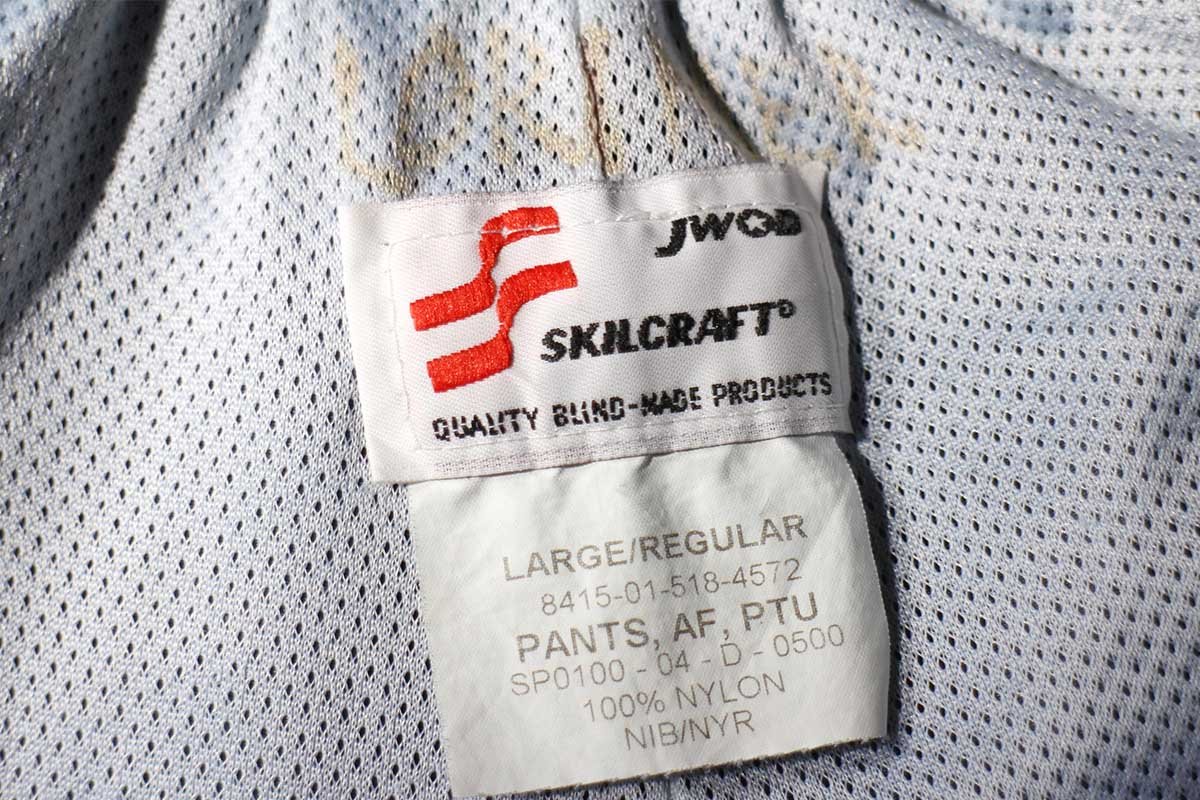 JWOD
SKILCRAFT®
QUALITY BLIND-MADE PRODUCTS
LARGE/REGULAR
8415-01-518-4572
PANTS, AF, PTU
SP0100 - 04 - D - 0500
100% NYLON
NIB/NYR